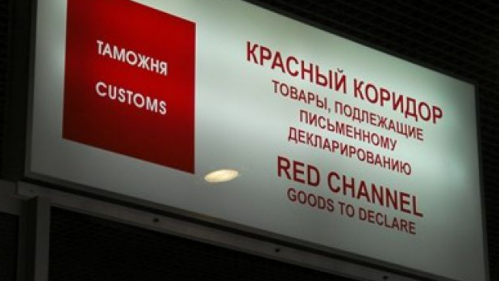 ТАМОЖНЯ
CUSTOMS
КРАСНЫЙ КОРИДОР
ТОВАРЫ, ПОДЛЕЖАЩИЕ
ПИСЬМЕННОМУ
ДЕКЛАРИРОВАНИЮ
RED CHANNEL
GOODS TO DECLARE